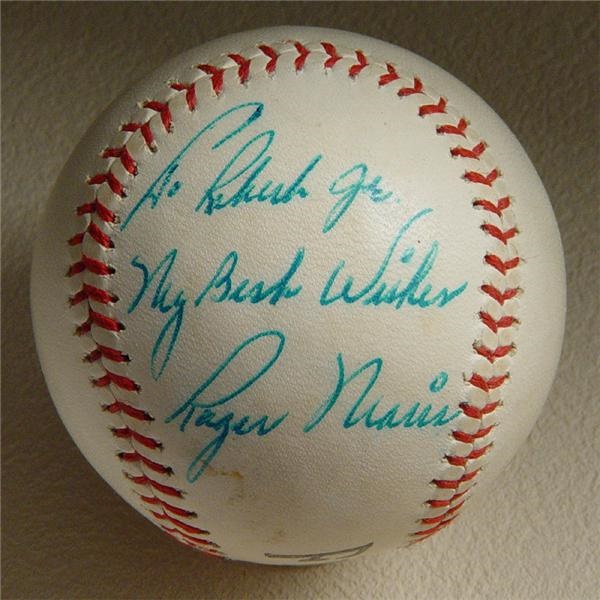 To Robert Jr.
My Best Wishes
Roger Maris